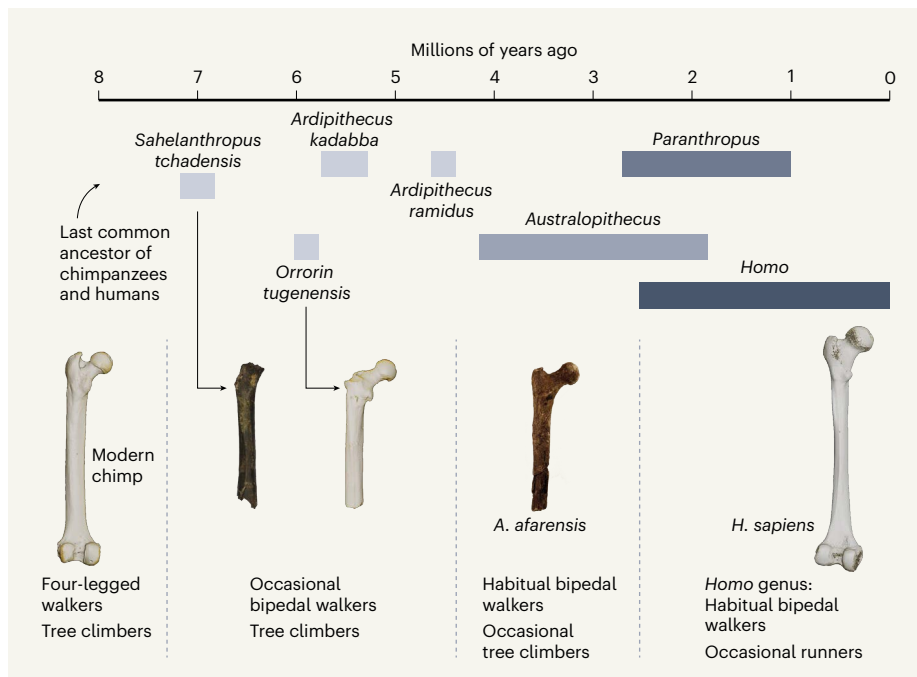 Millions of years ago
8 7 6 5 4 3 2 1 0
Sahelanthropus
tchadensis
Ardipithecus
kadabba
Ardipithecus
ramidus
Paranthropus
Australopithecus
Last common
ancestor of
chimpanzees
and humans
Orrorin
tugenensis
Homo
Modern
chimp
A. afarensis
H. sapiens
Four-legged
walkers
Tree climbers
Occasional
bipedal walkers
Tree climbers
Habitual bipedal
walkers
Occasional
tree climbers
Homo genus:
Habitual bipedal
walkers
Occasional runners